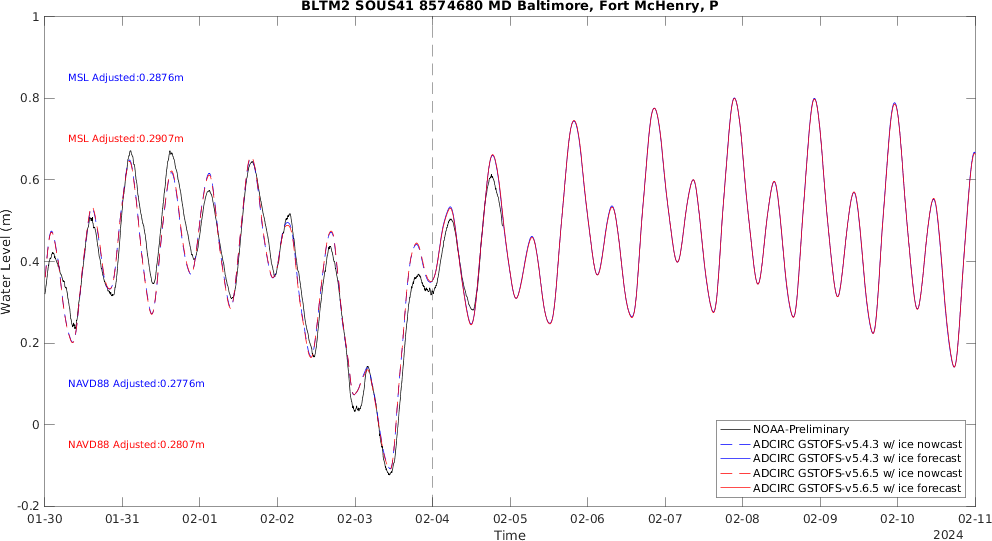 BLTM2 SOUS41 8574680 MD Baltimore, Fort McHenry, P
1
0.8
0.6
0.4
0.2
0
-0.2
Water Level (m)
MSL Adjusted:0.2876m
MSL Adjusted:0.2907m
NAVD88 Adjusted:0.2776m
NAVD88 Adjusted:0.2807m
NOAA-Preliminary
ADCIRC GSTOFS-v5.4.3 w/ ice nowcast
ADCIRC GSTOFS-v5.4.3 w/ ice forecast
ADCIRC GSTOFS-v5.6.5 w/ ice nowcast
ADCIRC GSTOFS-v5.6.5 w/ ice forecast
01-30 01-31 02-01 02-02 02-03 02-04 02-05 02-06 02-07 02-08 02-09 02-10 02-11
Time
2024